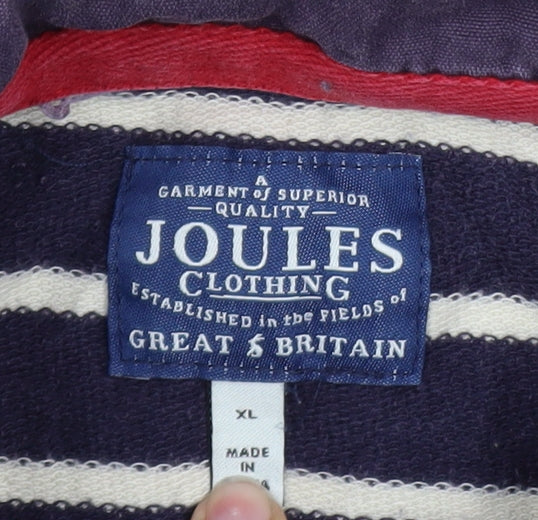 A
GARMENT of SUPERIOR
QUALITY
JOULES
CLOTHING
ESTABLISHED in the FIELDS of
GREAT BRITAIN
XL
MADE
IN